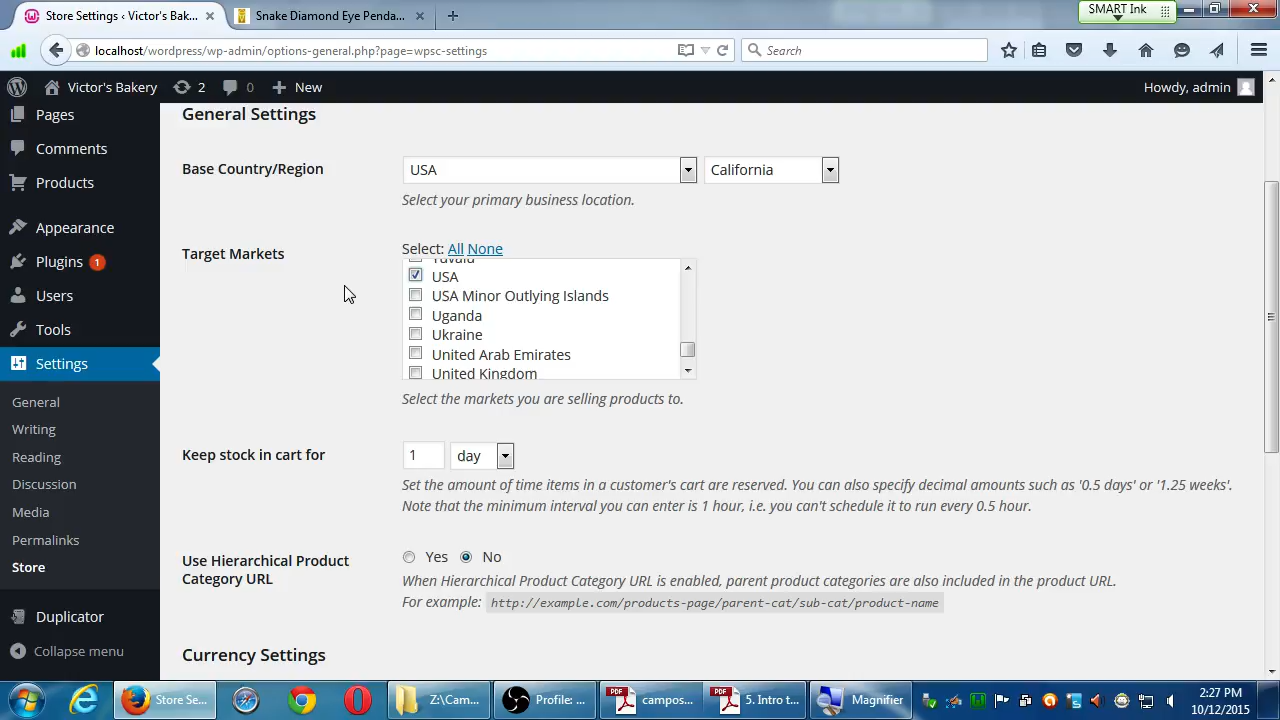 Store Settings ‹ Victor's Bak...
Snake Diamond Eye Penda...
SMART Ink
localhost/wordpress/wp-admin/options-general.php?page=wpsc-settings
Search
Victor's Bakery
2
0
New
Howdy, admin
Pages
Comments
Products
Appearance
Plugins 1
Users
Tools
Settings
General
Writing
Reading
Discussion
Media
Permalinks
Store
Duplicator
Collapse menu
General Settings
Base Country/Region
USA
California
Select your primary business location.
Target Markets
Select: All None
Tuvalu
USA
USA Minor Outlying Islands
Uganda
Ukraine
United Arab Emirates
United Kingdom
Select the markets you are selling products to.
Keep stock in cart for
1
day
Set the amount of time items in a customer's cart are reserved. You can also specify decimal amounts such as '0.5 days' or '1.25 weeks'.
Note that the minimum interval you can enter is 1 hour, i.e. you can't schedule it to run every 0.5 hour.
Use Hierarchical Product
Category URL
Yes
No
When Hierarchical Product Category URL is enabled, parent product categories are also included in the product URL.
For example: http://example.com/products-page/parent-cat/sub-cat/product-name
Currency Settings
Store Se...
Z:\Cam...
Profile: ...
PDF
campos...
PDF
5. Intro t...
Magnifier
2:27 PM
10/12/2015